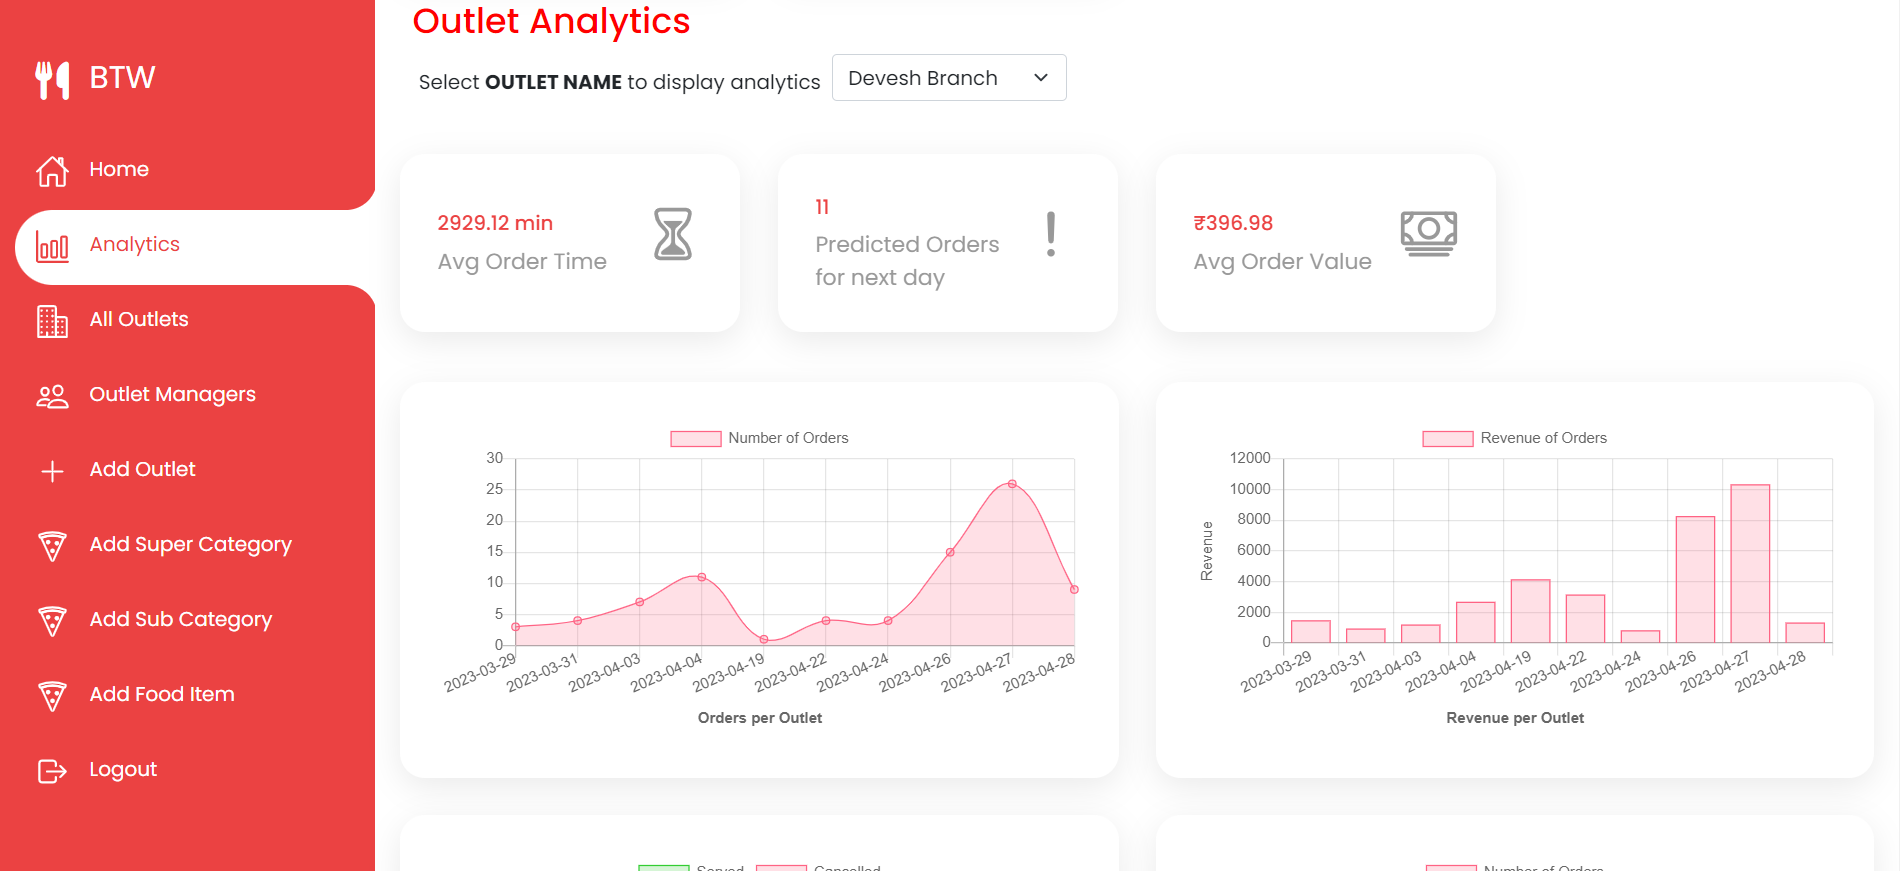 Outlet Analytics
BTW
Select OUTLET NAME to display analytics
Devesh Branch
Home
Analytics
All Outlets
Outlet Managers
Add Outlet
Add Super Category
Add Sub Category
Add Food Item
Logout
2929.12 min
Avg Order Time
11
Predicted Orders
for next day
₹396.98
Avg Order Value
Number of Orders
30
25
20
15
10
5
0
2023-03-29 2023-03-31 2023-04-03 2023-04-04 2023-04-19 2023-04-22 2023-04-24 2023-04-26 2023-04-27 2023-04-28
Orders per Outlet
Revenue of Orders
Revenue
12000
10000
8000
6000
4000
2000
0
2023-03-29 2023-03-31 2023-04-03 2023-04-04 2023-04-19 2023-04-22 2023-04-24 2023-04-26 2023-04-27 2023-04-28
Revenue per Outlet
Served Cancelled
Number of Orders